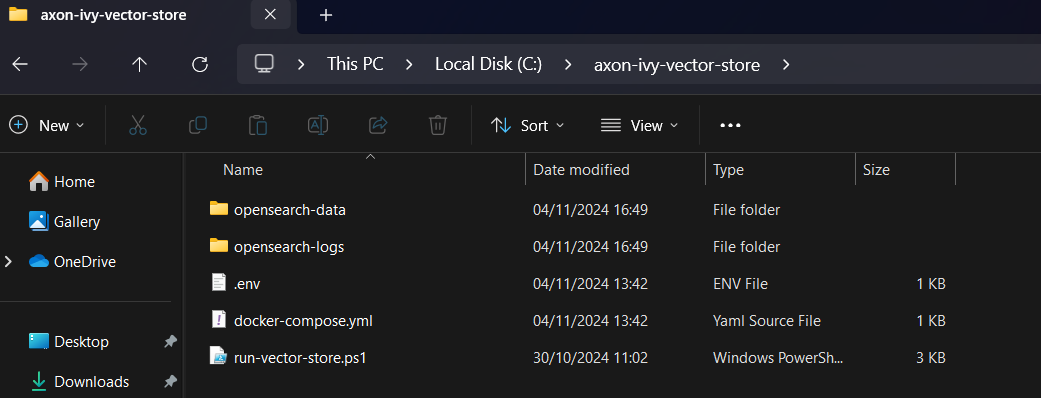 axon-ivy-vector-store
This PC > Local Disk (C:) > axon-ivy-vector-store >
New Sort View
Name Date modified Type Size
Home
Gallery
OneDrive
Desktop
Downloads
opensearch-data 04/11/2024 16:49 File folder
opensearch-logs 04/11/2024 16:49 File folder
.env 04/11/2024 13:42 ENV File 1 KB
docker-compose.yml 04/11/2024 13:42 Yaml Source File 1 KB
run-vector-store.ps1 30/10/2024 11:02 Windows PowerSh... 3 KB